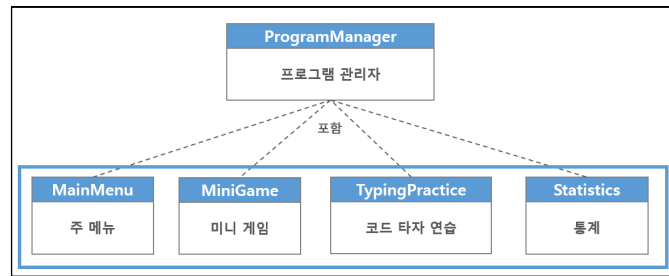 ProgramManager
프로그램 관리자
포함
MainMenu
주 메뉴
MiniGame
미니 게임
TypingPractice
코드 타자 연습
Statistics
통계